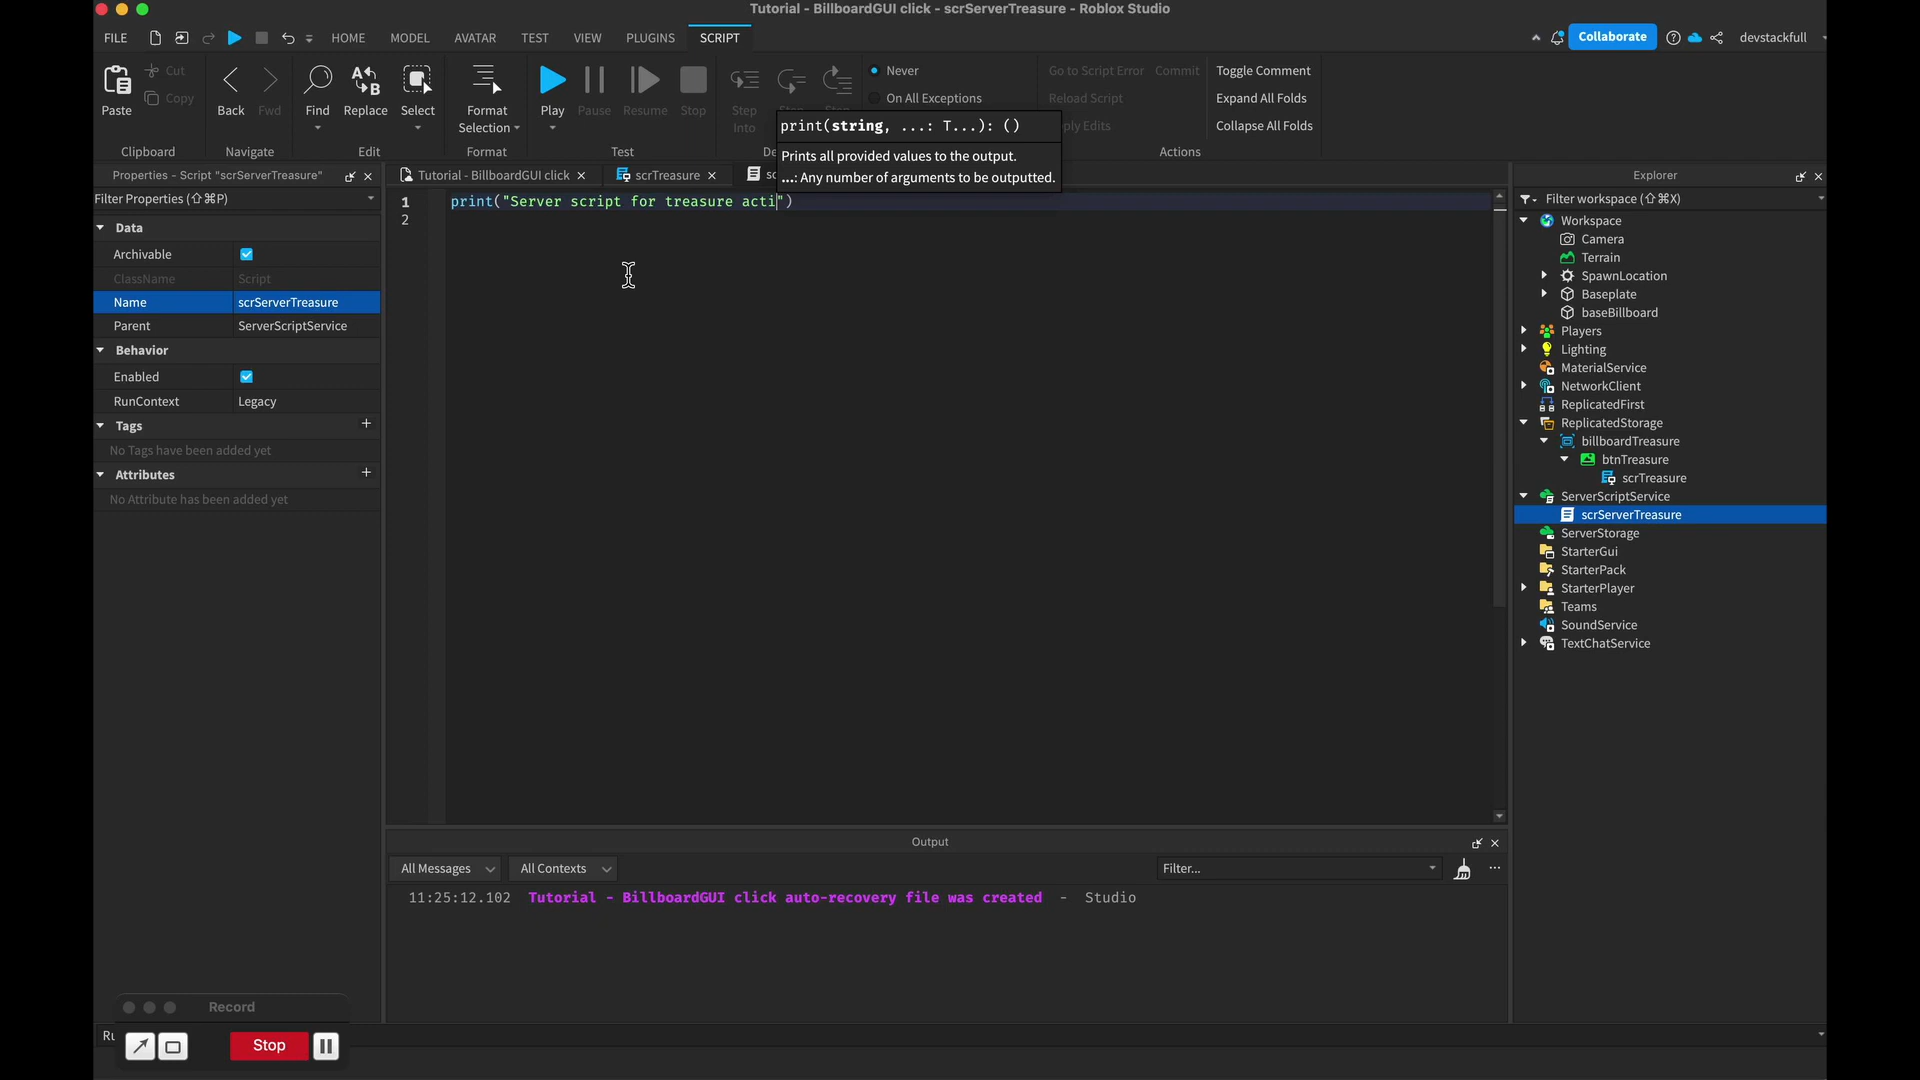 Tutorial - BillboardGUI click - scrServerTreasure - Roblox Studio
FILE HOME MODEL AVATAR TEST VIEW PLUGINS SCRIPT Collaborate devstackfull
Paste Cut Copy
Back Fwd
Find Replace Select
Format Selection
Play Pause Resume Stop
Step Into
Never
On All Exceptions
Go to Script Error Commit
Reload Script
Toggle Comment
Expand All Folds
Collapse All Folds
Clipboard Navigate Edit Format Test Actions
print(string, ...: T...): ()
Prints all provided values to the output.
...: Any number of arguments to be outputted.
Properties - Script "scrServerTreasure"
Filter Properties (⇧⌘P)
Data
Archivable
ClassName Script
Name scrServerTreasure
Parent ServerScriptService
Behavior
Enabled
RunContext Legacy
Tags
No Tags have been added yet
Attributes
No Attribute has been added yet
Tutorial - BillboardGUI click scrTreasure
1 print("Server script for treasure acti")
2
Explorer
Filter workspace (⇧⌘X)
Workspace
Camera
Terrain
SpawnLocation
Baseplate
baseBillboard
Players
Lighting
MaterialService
NetworkClient
ReplicatedFirst
ReplicatedStorage
billboardTreasure
btnTreasure
scrTreasure
ServerScriptService
scrServerTreasure
ServerStorage
StarterGui
StarterPack
StarterPlayer
Teams
SoundService
TextChatService
Output
All Messages All Contexts Filter...
11:25:12.102 Tutorial - BillboardGUI click auto-recovery file was created - Studio
Record
Stop